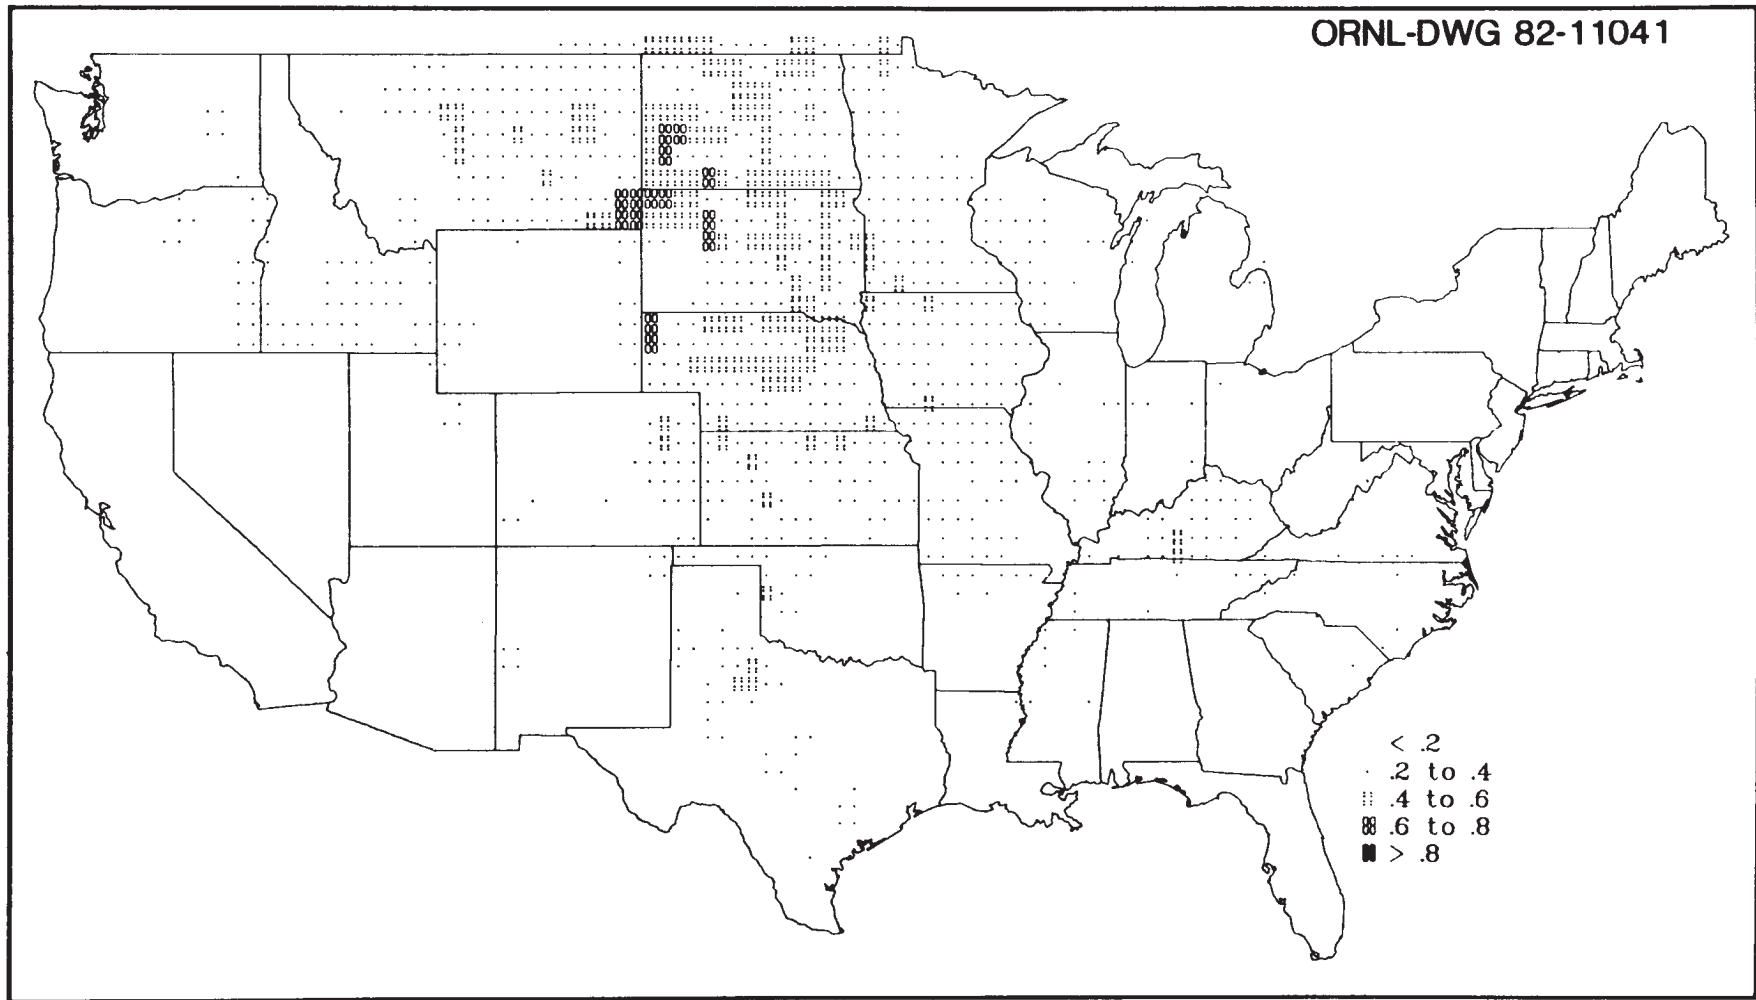 ORNL-DWG 82-11041
< .2
.2 to .4
.4 to .6
.6 to .8
> .8